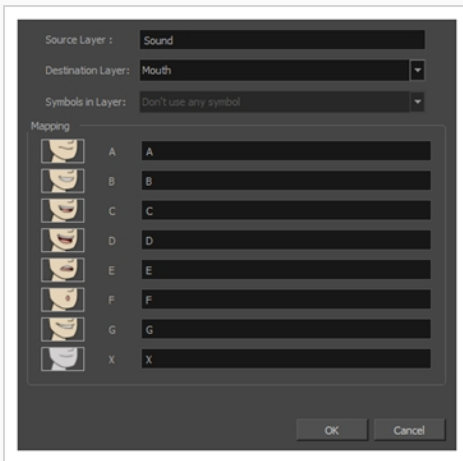 Source Layer : Sound
Destination Layer: Mouth
Symbols in Layer: Don't use any symbol
Mapping
A A
B B
C C
D D
E E
F F
G G
X X
OK Cancel